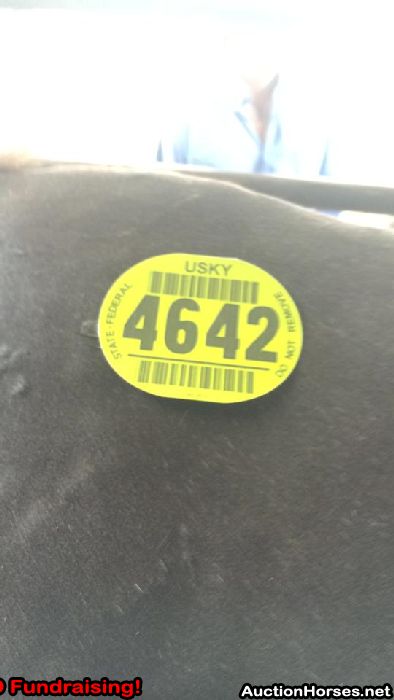 USKY
STATE-FEDERAL
4642
DO NOT REMOVE
Fundraising!
AuctionHorses.net